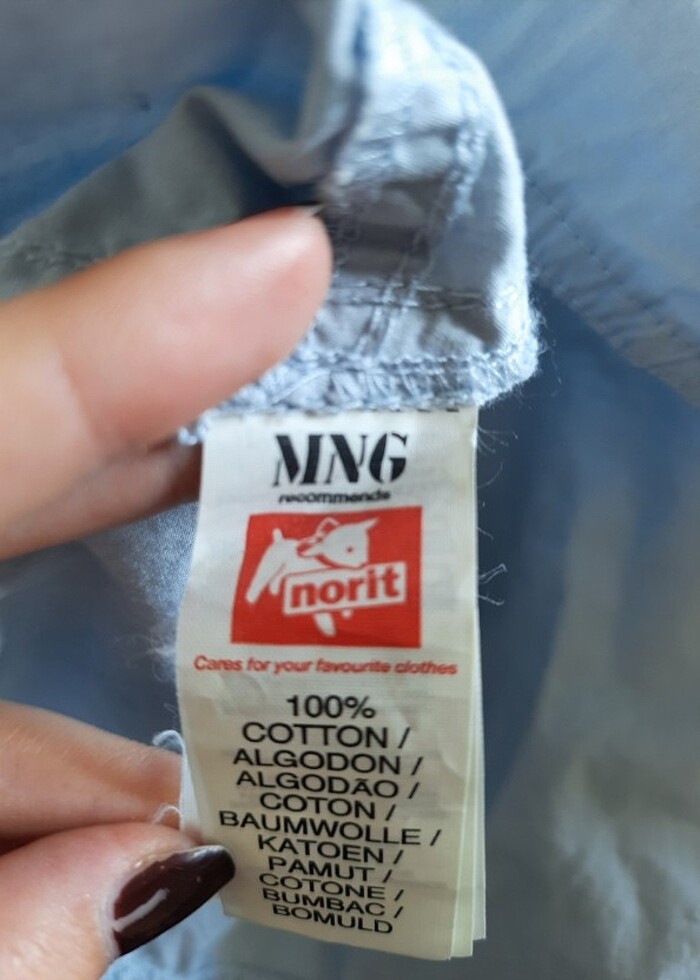 MNG
recommends
norit
Cares for your favourite clothes
100%
COTTON /
ALGODON /
ALGODÃO /
COTON /
BAUMWOLLE /
KATOEN /
PAMUT /
COTONE /
BUMBAC /
BOMULD